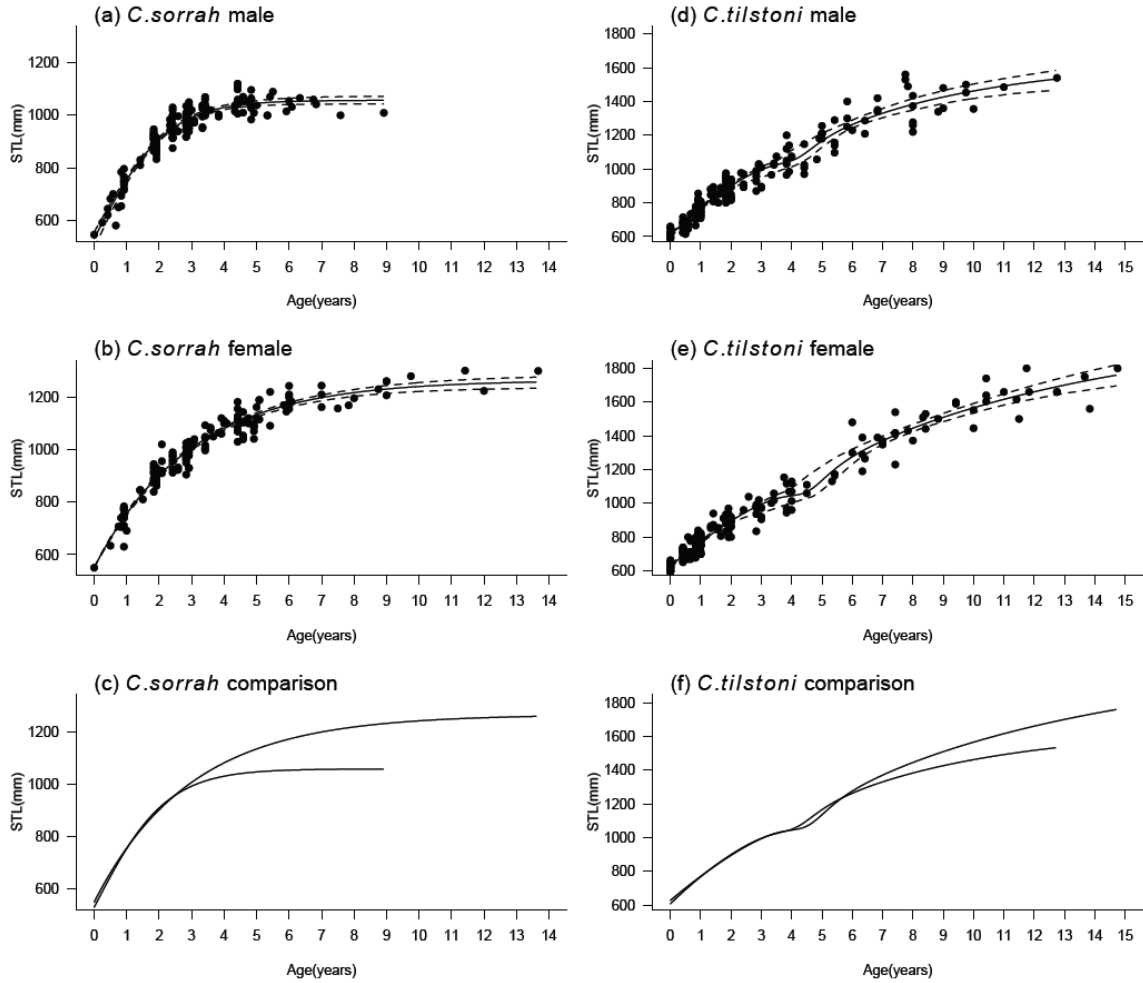 (a) C.sorrah male
1200
1000
800
600
STL(mm)
0 1 2 3 4 5 6 7 8 9 10 11 12 13 14
Age(years)
(d) C.tilstoni male
1800
1600
1400
1200
1000
800
600
STL(mm)
0 1 2 3 4 5 6 7 8 9 10 11 12 13 14 15
Age(years)
(b) C.sorrah female
1200
1000
800
600
STL(mm)
0 1 2 3 4 5 6 7 8 9 10 11 12 13 14
Age(years)
(e) C.tilstoni female
1800
1600
1400
1200
1000
800
600
STL(mm)
0 1 2 3 4 5 6 7 8 9 10 11 12 13 14 15
Age(years)
(c) C.sorrah comparison
1200
1000
800
600
STL(mm)
0 1 2 3 4 5 6 7 8 9 10 11 12 13 14
Age(years)
(f) C.tilstoni comparison
1800
1600
1400
1200
1000
800
600
STL(mm)
0 1 2 3 4 5 6 7 8 9 10 11 12 13 14 15
Age(years)